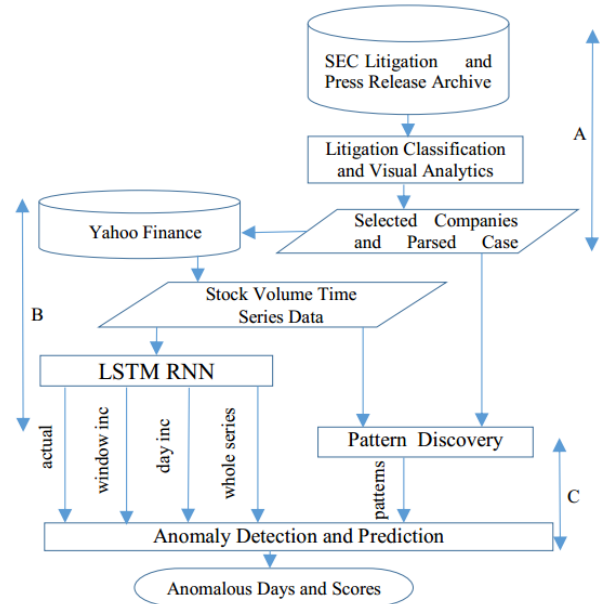 SEC Litigation and
Press Release Archive
A
Litigation Classification
and Visual Analytics
Selected Companies
and Parsed Case
Yahoo Finance
Stock Volume Time
Series Data
B
LSTM RNN
actual
window inc
day inc
whole series
Pattern Discovery
patterns
C
Anomaly Detection and Prediction
Anomalous Days and Scores